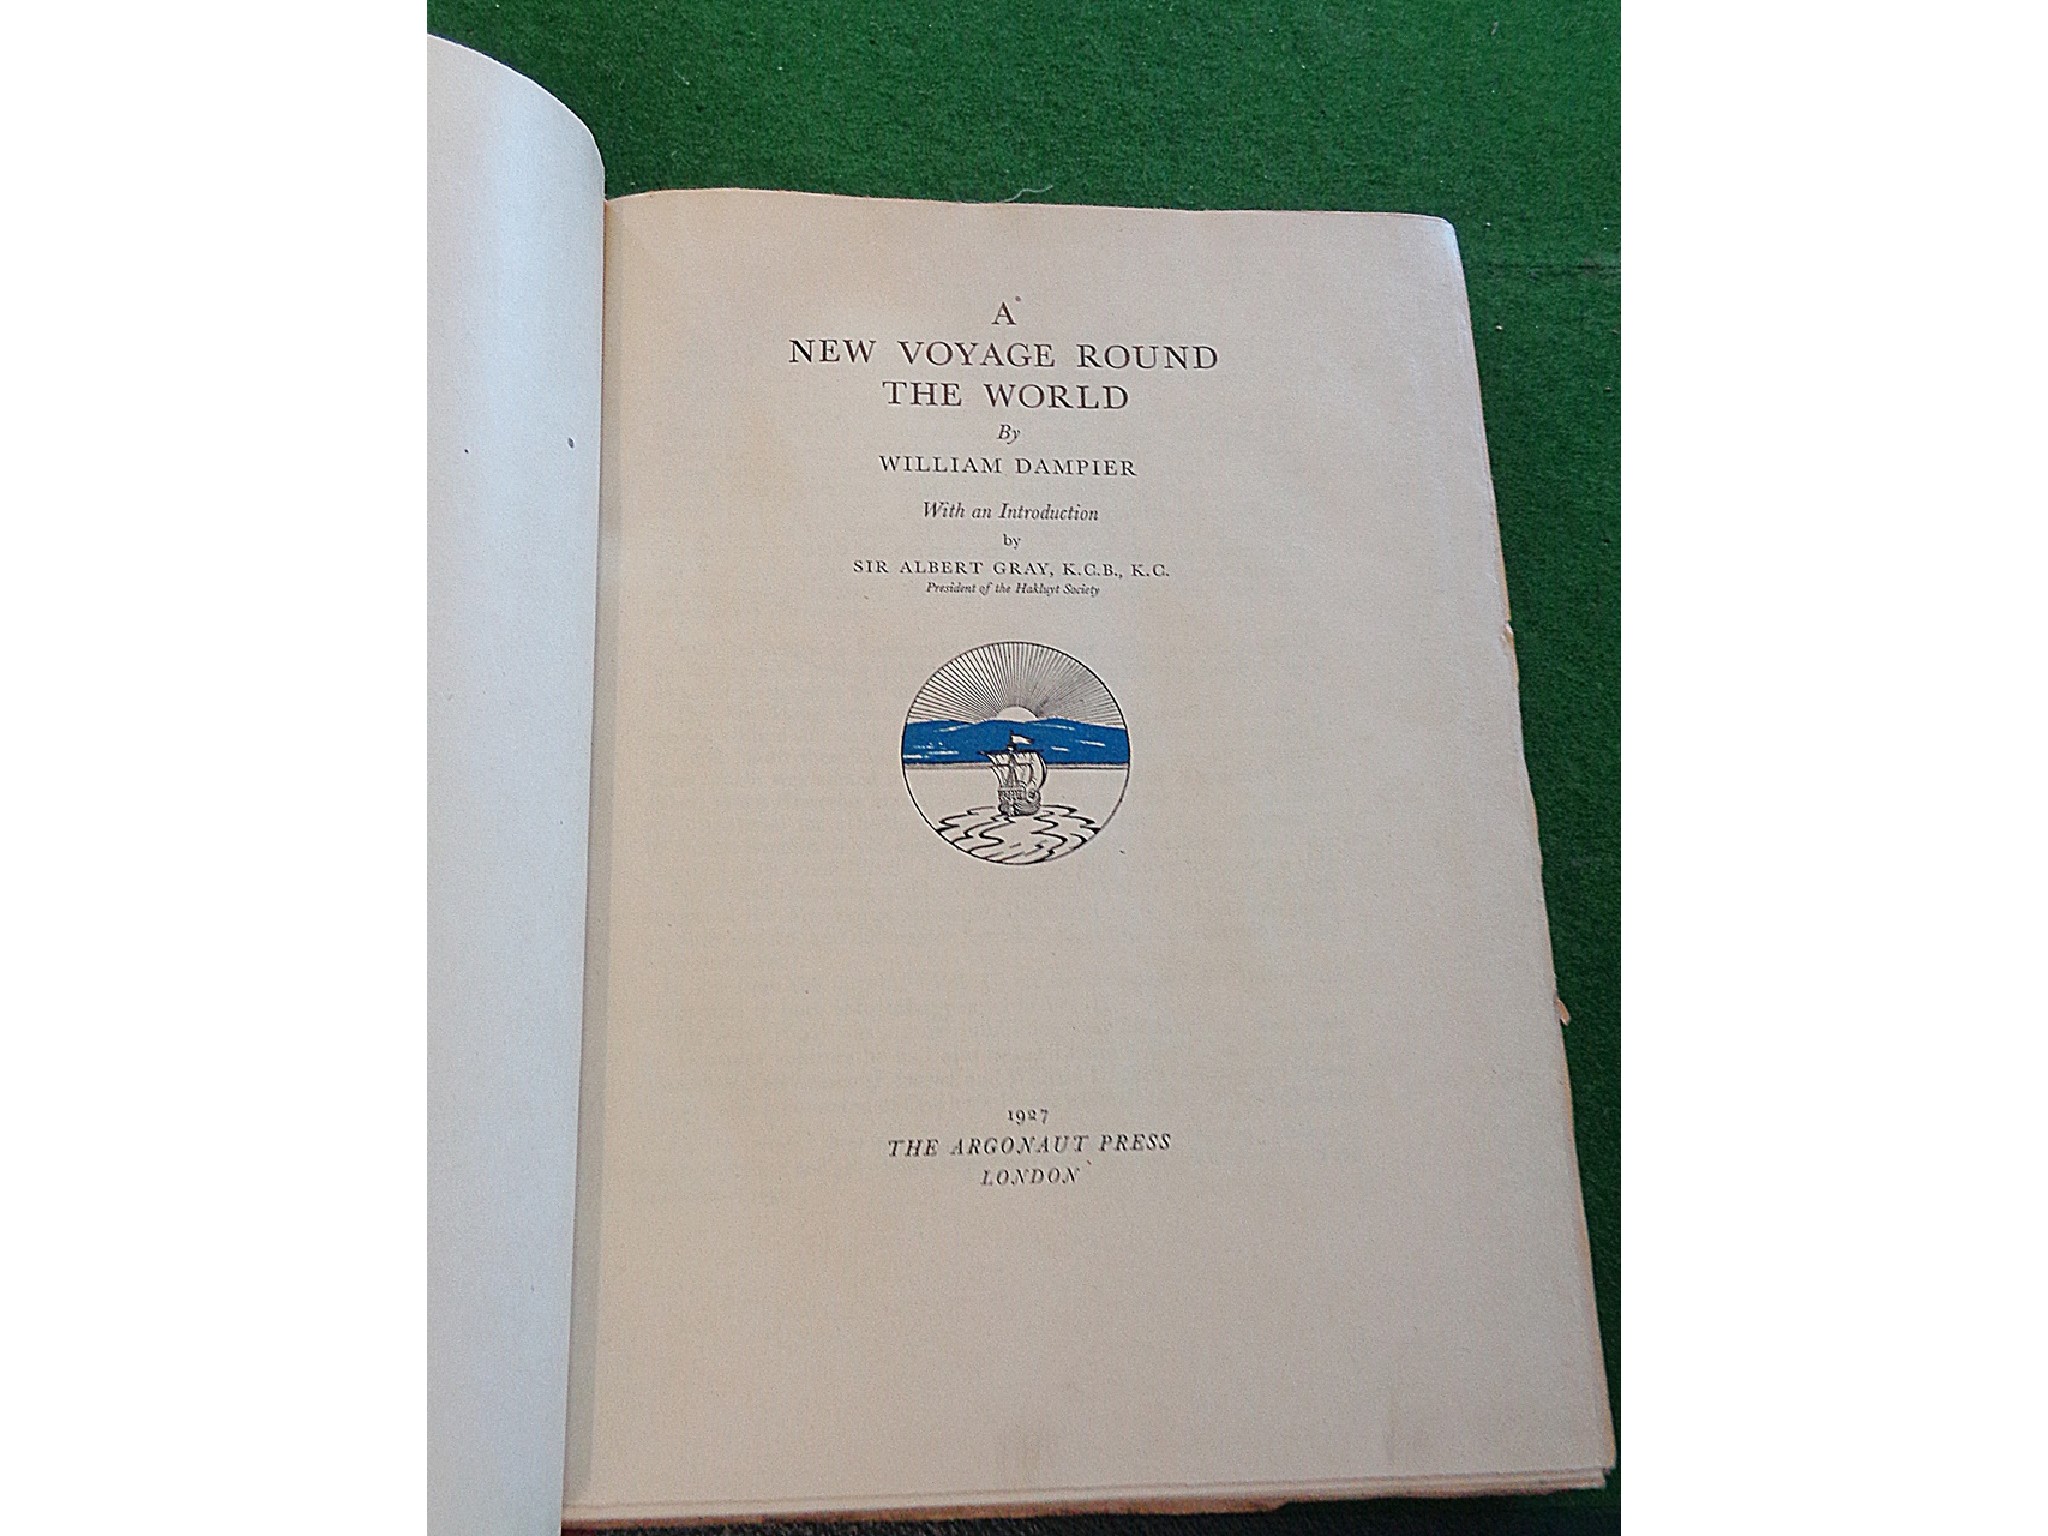 A
NEW VOYAGE ROUND
THE WORLD
By
WILLIAM DAMPIER
With an Introduction
by
SIR ALBERT GRAY, K.C.B., K.C.
President of the Hakluyt Society
1927
THE ARGONAUT PRESS
LONDON